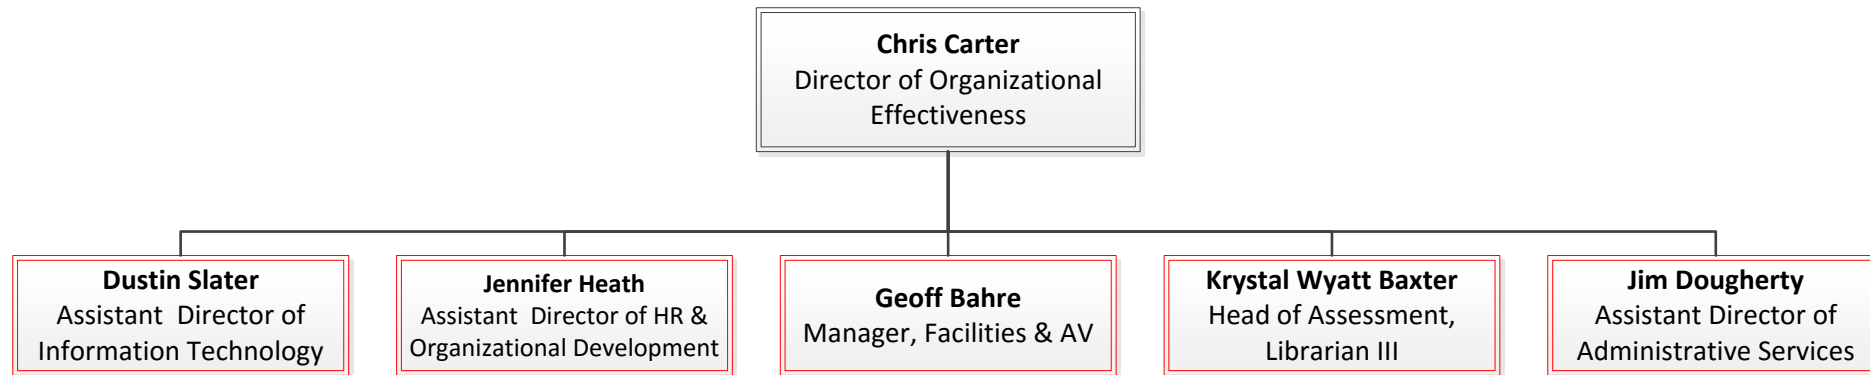 Chris Carter
Director of Organizational
Effectiveness
Dustin Slater
Assistant  Director of
Information Technology
Jennifer Heath
Assistant  Director of HR &
Organizational Development
Geoff Bahre
Manager, Facilities & AV
Krystal Wyatt Baxter
Head of Assessment,
Librarian III
Jim Dougherty
Assistant Director of
Administrative Services